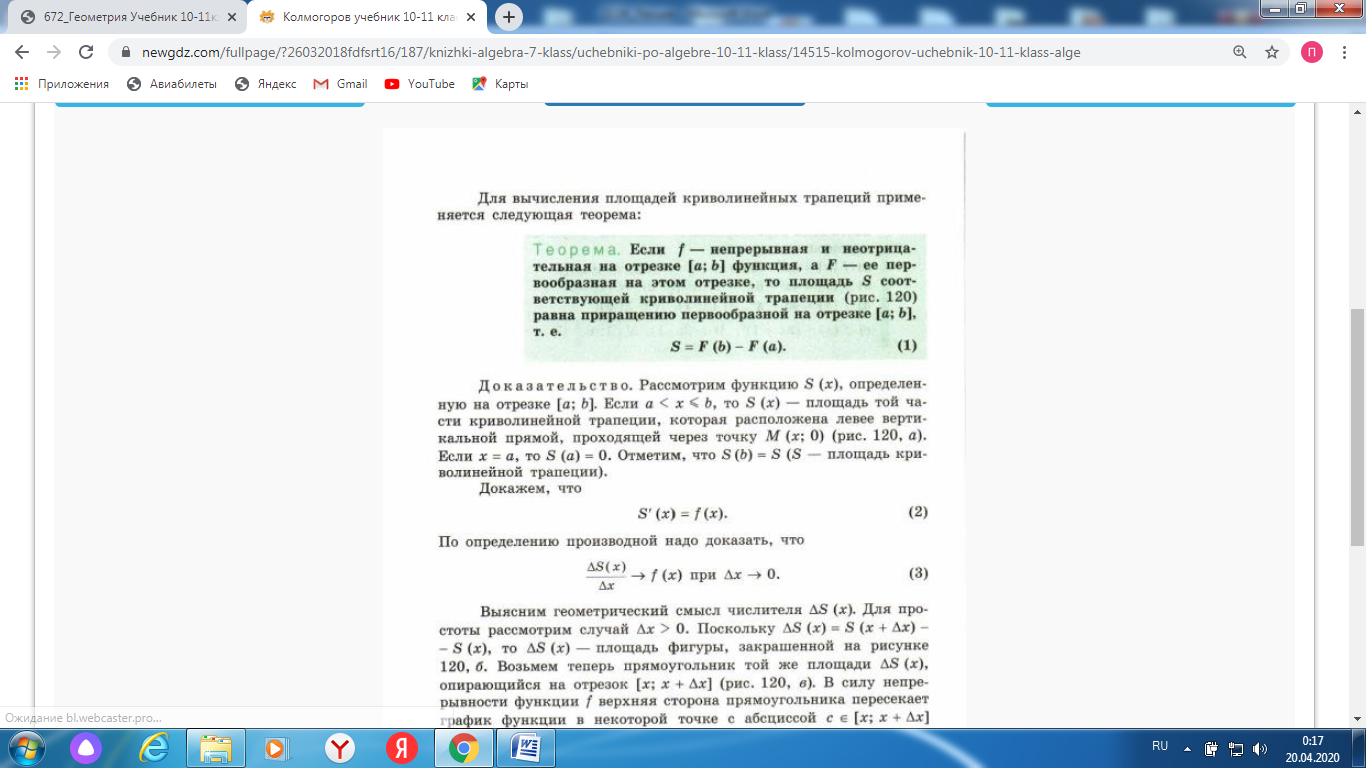 672_Геометрия Учебник 10-11к
Колмогоров учебник 10-11 кла
newgdz.com/fullpage/?26032018fdfsrt16/187/knizhki-algebra-7-klass/uchebniki-po-algebre-10-11-klass/14515-kolmogorov-uchebnik-10-11-klass-alge
П
Приложения Авиабилеты Яндекс Gmail YouTube Карты
Для вычисления площадей криволинейных трапеций приме-
няется следующая теорема:
Теорема. Если f — непрерывная и неотрица-
тельная на отрезке [a; b] функция, а F — ее пер-
вообразная на этом отрезке, то площадь S соот-
ветствующей криволинейной трапеции (рис. 120)
равна приращению первообразной на отрезке [a; b],
т. е.
S = F (b) – F (a). (1)
Доказательство. Рассмотрим функцию S (x), определен-
ную на отрезке [a; b]. Если a < x ⩽ b, то S (x) — площадь той ча-
сти криволинейной трапеции, которая расположена левее верти-
кальной прямой, проходящей через точку M (x; 0) (рис. 120, а).
Если x = a, то S (a) = 0. Отметим, что S (b) = S (S — площадь кри-
волинейной трапеции).
Докажем, что
S′ (x) = f (x). (2)
По определению производной надо доказать, что
ΔS(x)/Δx → f (x) при Δx → 0. (3)
Выясним геометрический смысл числителя ΔS (x). Для про-
стоты рассмотрим случай Δx > 0. Поскольку ΔS (x) = S (x + Δx) –
– S (x), то ΔS (x) — площадь фигуры, закрашенной на рисунке
120, б. Возьмем теперь прямоугольник той же площади ΔS (x),
опирающийся на отрезок [x; x + Δx] (рис. 120, в). В силу непре-
рывности функции f верхняя сторона прямоугольника пересекает
график функции в некоторой точке с абсциссой c ∈ [x; x + Δx]
Ожидание bl.webcaster.pro...
RU
0:17
20.04.2020